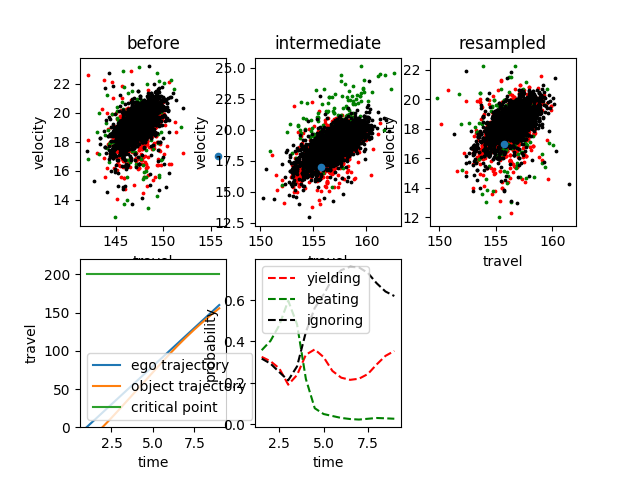 before
intermediate
resampled
velocity
22
20
18
16
14
145
150
155
velocity
25.0
22.5
20.0
17.5
15.0
12.5
150
155
160
travel
travel
velocity
22
20
18
16
14
12
150
155
160
travel
travel
200
150
100
50
0
ego trajectory
object trajectory
critical point
2.5
5.0
7.5
time
probability
0.6
0.4
0.2
0.0
yielding
beating
ignoring
2.5
5.0
7.5
time